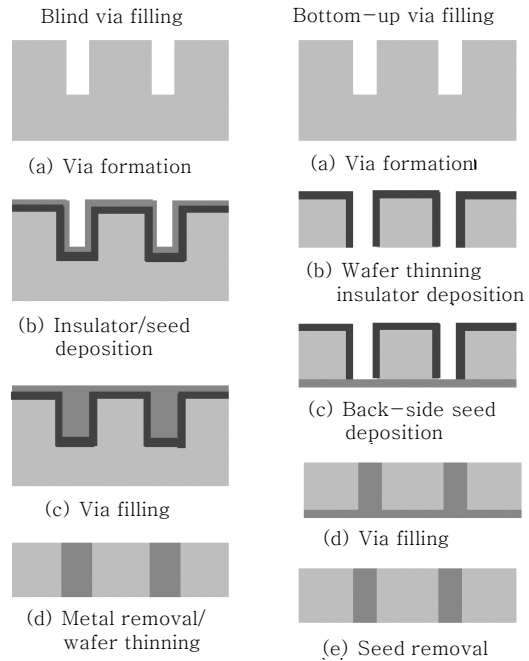 Blind via filling
(a) Via formation
(b) Insulator/seed
deposition
(c) Via filling
(d) Metal removal/
wafer thinning
Bottom-up via filling
(a) Via formation
(b) Wafer thinning
insulator deposition
(c) Back-side seed
deposition
(d) Via filling
(e) Seed removal